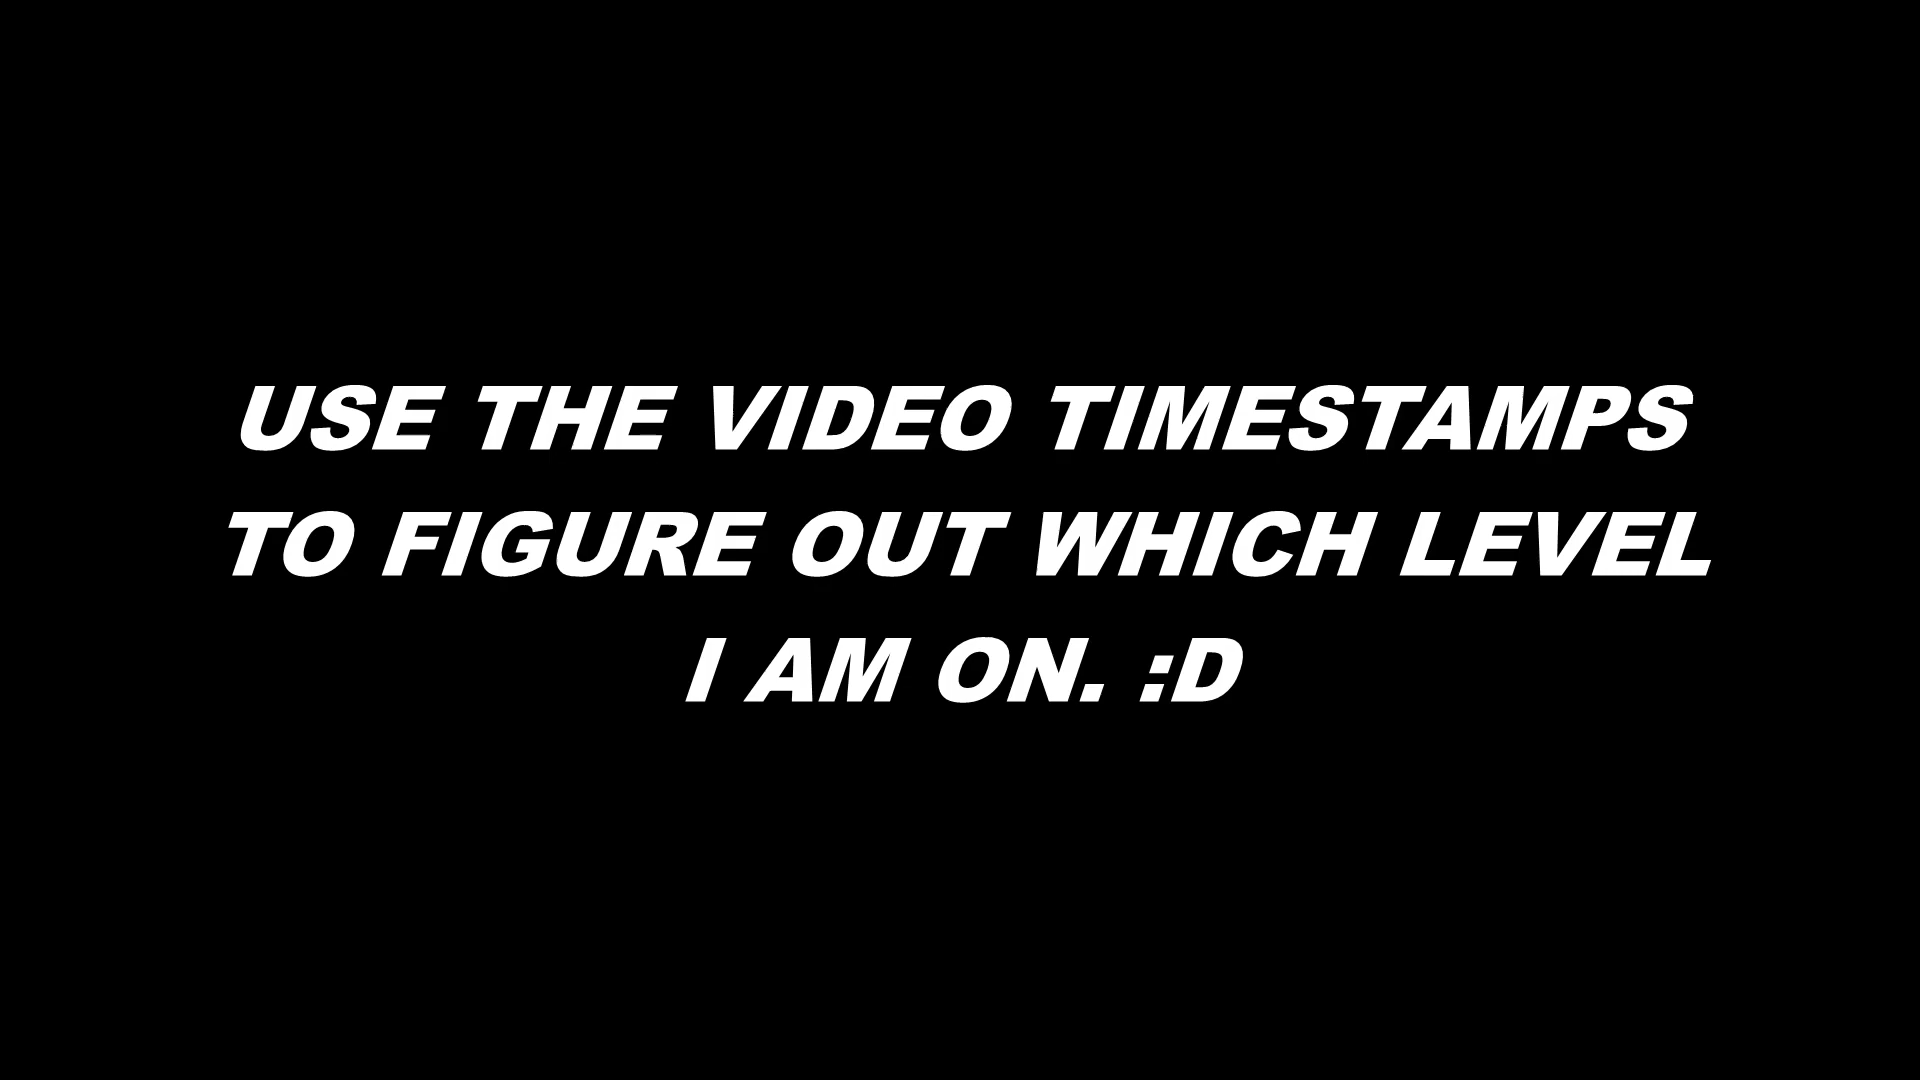 USE THE VIDEO TIMESTAMPS
TO FIGURE OUT WHICH LEVEL
I AM ON. :D